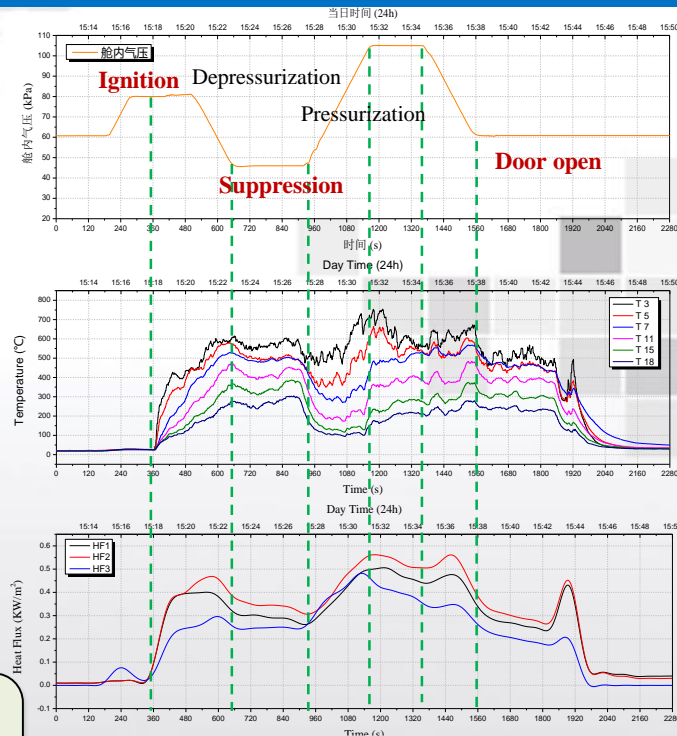 当日时间 (24h)
15:14 15:16 15:18 15:20 15:22 15:24 15:26 15:28 15:30 15:32 15:34 15:36 15:38 15:40 15:42 15:44 15:46 15:48 15:50
110
100
90
80
70
60
50
40
30
20
舱内气压 (kPa)
舱内气压
Ignition
Depressurization
Pressurization
Suppression
Door open
0 120 240 360 480 600 720 840 960 1080 1200 1320 1440 1560 1680 1800 1920 2040 2160 2280
时间 (s)
Day Time (24h)
15:14 15:16 15:18 15:20 15:22 15:24 15:26 15:28 15:30 15:32 15:34 15:36 15:38 15:40 15:42 15:44 15:46 15:48 15:50
800
700
600
500
400
300
200
100
0
Temperature (℃)
T 3
T 5
T 7
T 11
T 15
T 18
0 120 240 360 480 600 720 840 960 1080 1200 1320 1440 1560 1680 1800 1920 2040 2160 2280
Time (s)
Day Time (24h)
15:14 15:16 15:18 15:20 15:22 15:24 15:26 15:28 15:30 15:32 15:34 15:36 15:38 15:40 15:42 15:44 15:46 15:48
0.6
0.5
0.4
0.3
0.2
0.1
0.0
-0.1
Heat Flux (KW/m²)
HF1
HF2
HF3
0 120 240 360 480 600 720 840 960 1080 1200 1320 1440 1560 1680 1800 1920 2040 2160 2280
Time (s)